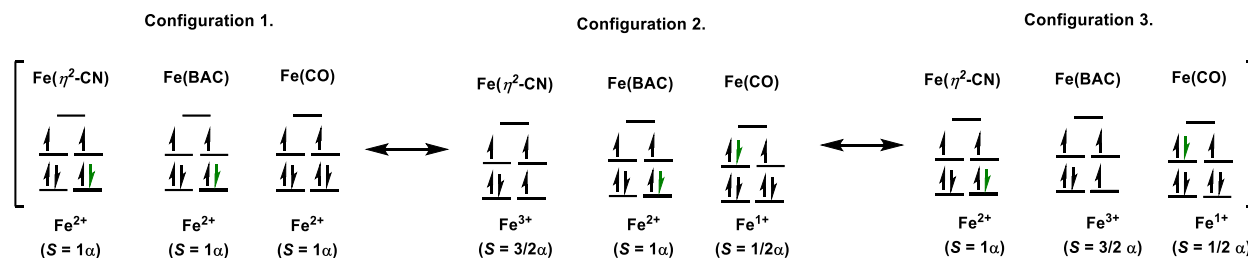 Configuration 1.
Fe(η²-CN) Fe(BAC) Fe(CO)
Fe²⁺ Fe²⁺ Fe²⁺
(S = 1α) (S = 1α) (S = 1α)
Configuration 2.
Fe(η²-CN) Fe(BAC) Fe(CO)
Fe³⁺ Fe²⁺ Fe¹⁺
(S = 3/2α) (S = 1α) (S = 1/2α)
Configuration 3.
Fe(η²-CN) Fe(BAC) Fe(CO)
Fe²⁺ Fe³⁺ Fe¹⁺
(S = 1α) (S = 3/2 α) (S = 1/2 α)